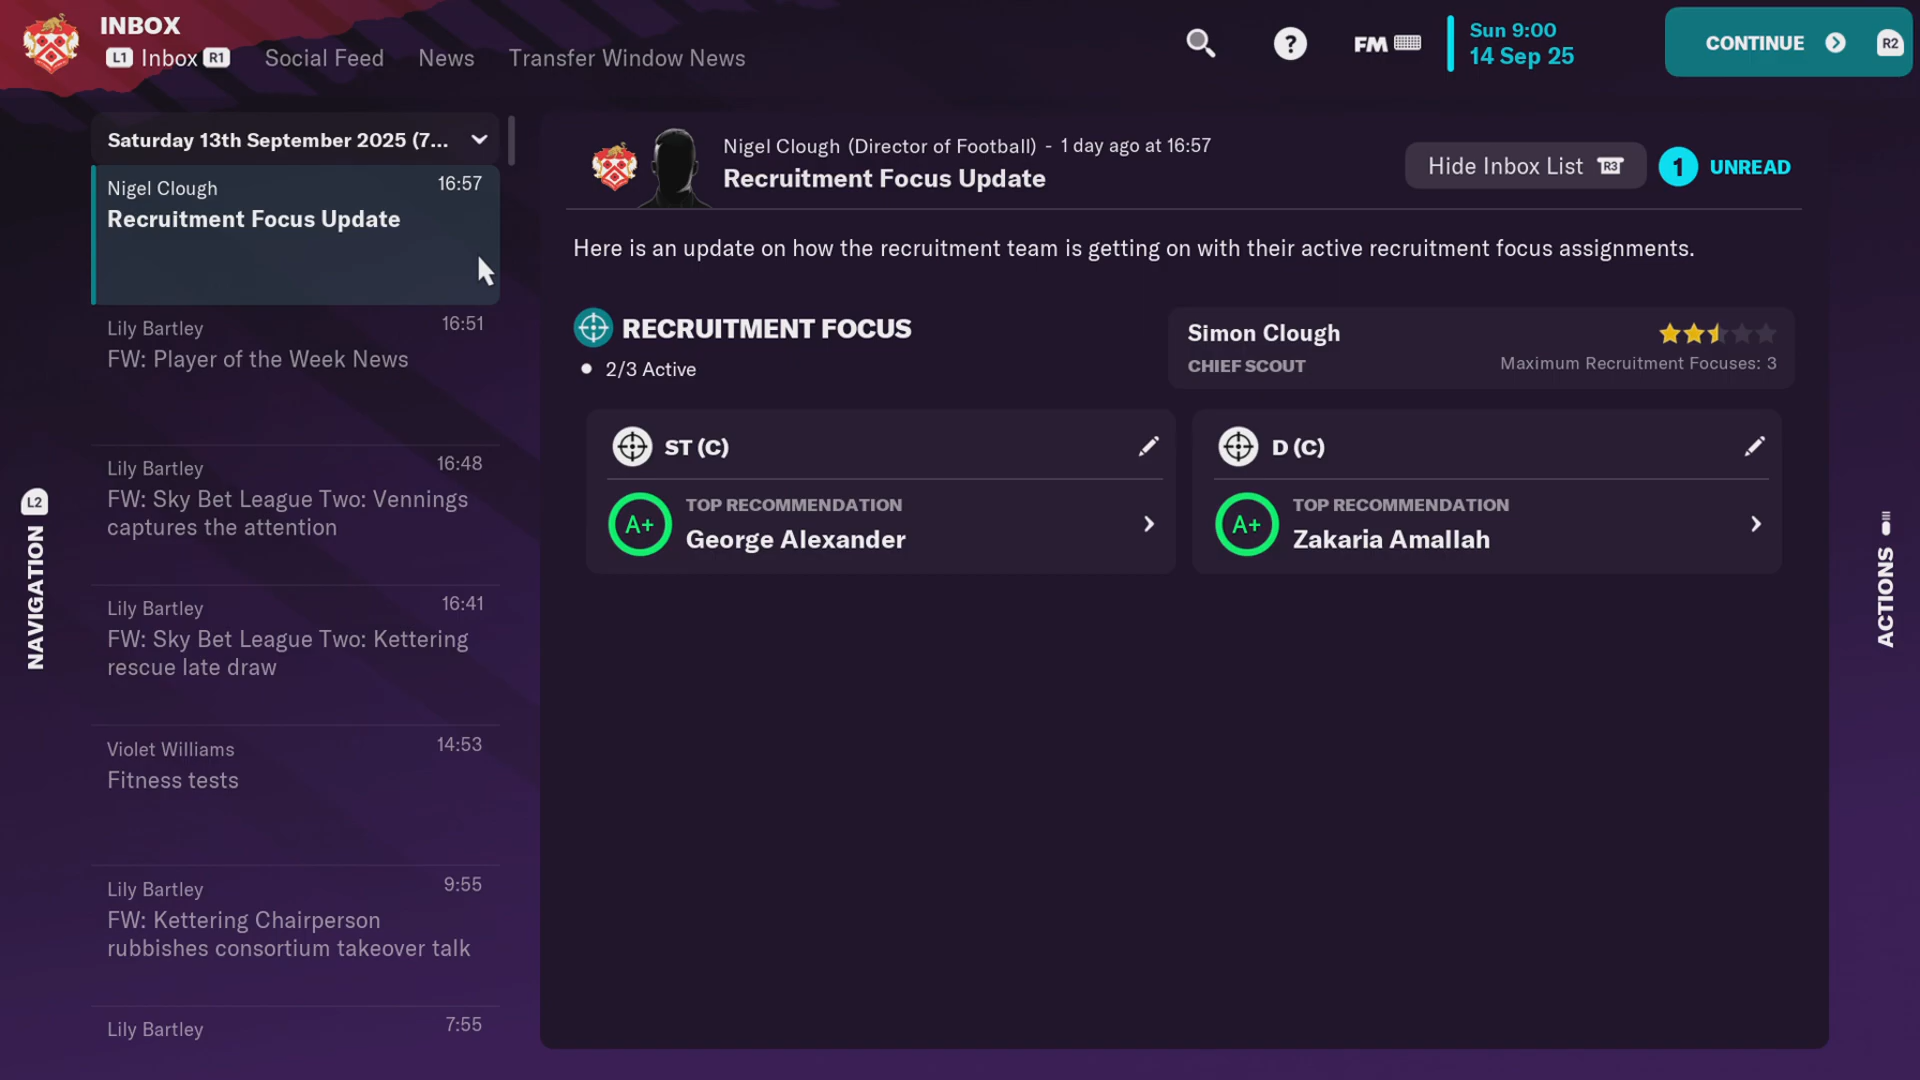 INBOX
L1 Inbox R1 Social Feed News Transfer Window News
FM
Sun 9:00
14 Sep 25
CONTINUE R2
Saturday 13th September 2025 (7...
Nigel Clough 16:57
Recruitment Focus Update
Lily Bartley 16:51
FW: Player of the Week News
Lily Bartley 16:48
FW: Sky Bet League Two: Vennings
captures the attention
Lily Bartley 16:41
FW: Sky Bet League Two: Kettering
rescue late draw
Violet Williams 14:53
Fitness tests
Lily Bartley 9:55
FW: Kettering Chairperson
rubbishes consortium takeover talk
Lily Bartley 7:55
L2
NAVIGATION
Nigel Clough (Director of Football) - 1 day ago at 16:57
Recruitment Focus Update
Hide Inbox List R3
1 UNREAD
Here is an update on how the recruitment team is getting on with their active recruitment focus assignments.
RECRUITMENT FOCUS
2/3 Active
Simon Clough
CHIEF SCOUT
Maximum Recruitment Focuses: 3
ST (C)
A+
TOP RECOMMENDATION
George Alexander
D (C)
A+
TOP RECOMMENDATION
Zakaria Amallah
ACTIONS